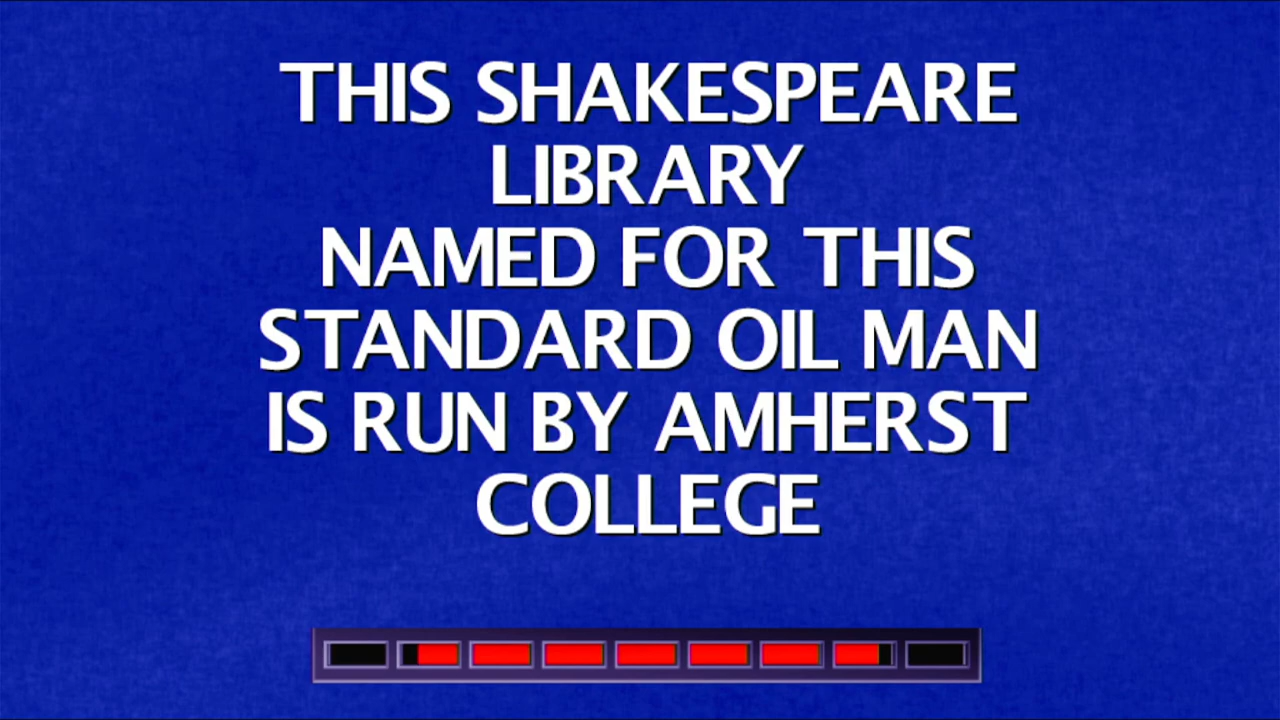 THIS SHAKESPEARE
LIBRARY
NAMED FOR THIS
STANDARD OIL MAN
IS RUN BY AMHERST
COLLEGE